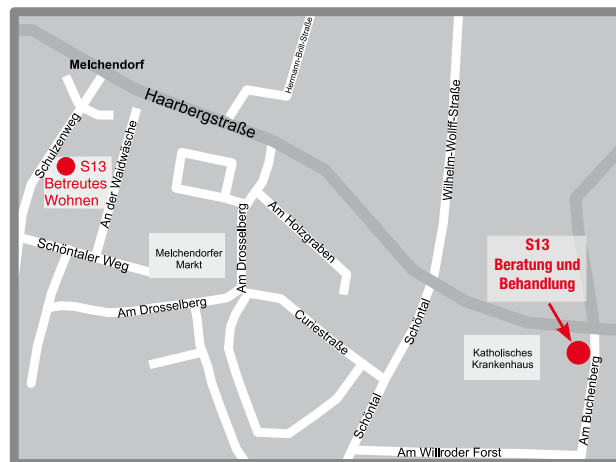 Melchendorf
Hermann-Brill-Straße
Haarbergstraße
Wilhelm-Wolff-Straße
Schulzenweg
An der Waidwäsche
S13
Betreutes
Wohnen
Am Holzgraben
Am Drosselberg
Schöntaler Weg
Melchendorfer
Markt
S13
Beratung und
Behandlung
Am Drosselberg
Curiestraße
Schöntal
Katholisches
Krankenhaus
Schöntal
Am Buchenberg
Am Willroder Forst